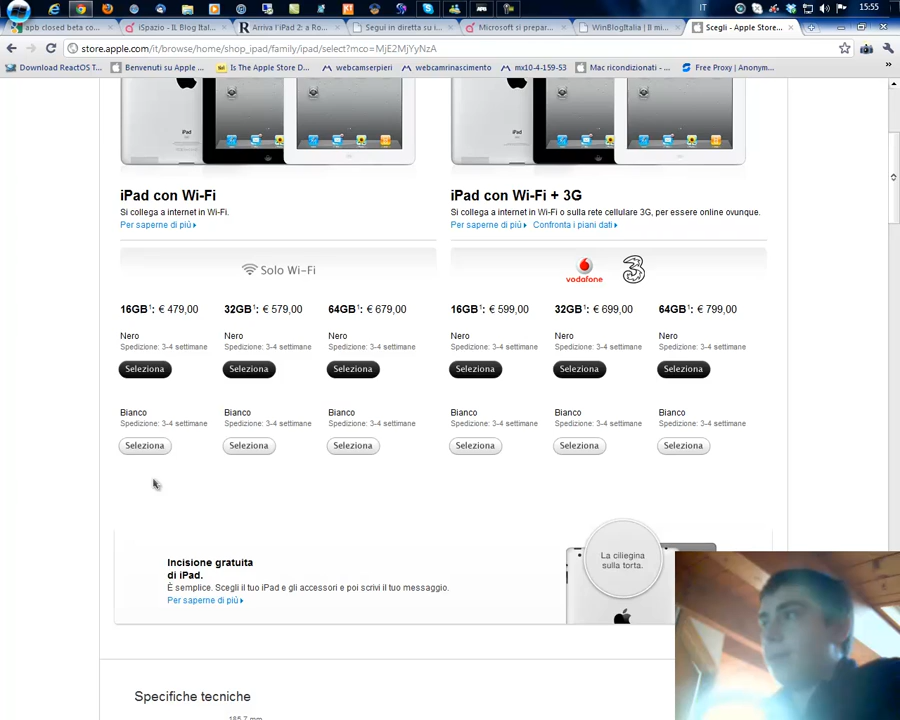 IT 15:55
app closed beta co...
iSpazio - IL Blog Ital...
Arriva l'iPad 2: a Ro...
Segui in diretta su i...
Microsoft si prepar...
WinBlogItalia | Il mi...
Scegli - Apple Store...
store.apple.com/it/browse/home/shop_ipad/family/ipad/select?mco=MjE2MjYyNzA
Download ReactOS T...
Benvenuti su Apple ...
Is The Apple Store D...
webcamserpieri
webcamrinascimento
mx10-4-159-53
Mac ricondizionati - ...
Free Proxy | Anonym...
iPad
iPad
iPad con Wi-Fi
Si collega a internet in Wi-Fi.
Per saperne di più
iPad con Wi-Fi + 3G
Si collega a internet in Wi-Fi o sulla rete cellulare 3G, per essere online ovunque.
Per saperne di più Confronta i piani dati
Solo Wi-Fi
vodafone 3
16GB1: € 479,00 32GB1: € 579,00 64GB1: € 679,00 16GB1: € 599,00 32GB1: € 699,00 64GB1: € 799,00
Nero Nero Nero Nero Nero Nero
Spedizione: 3-4 settimane Spedizione: 3-4 settimane Spedizione: 3-4 settimane Spedizione: 3-4 settimane Spedizione: 3-4 settimane Spedizione: 3-4 settimane
Seleziona Seleziona Seleziona Seleziona Seleziona Seleziona
Bianco Bianco Bianco Bianco Bianco Bianco
Spedizione: 3-4 settimane Spedizione: 3-4 settimane Spedizione: 3-4 settimane Spedizione: 3-4 settimane Spedizione: 3-4 settimane Spedizione: 3-4 settimane
Seleziona Seleziona Seleziona Seleziona Seleziona Seleziona
Incisione gratuita
di iPad.
È semplice. Scegli il tuo iPad e gli accessori e poi scrivi il tuo messaggio.
Per saperne di più
La ciliegina
sulla torta.
Specifiche tecniche
185,7 mm